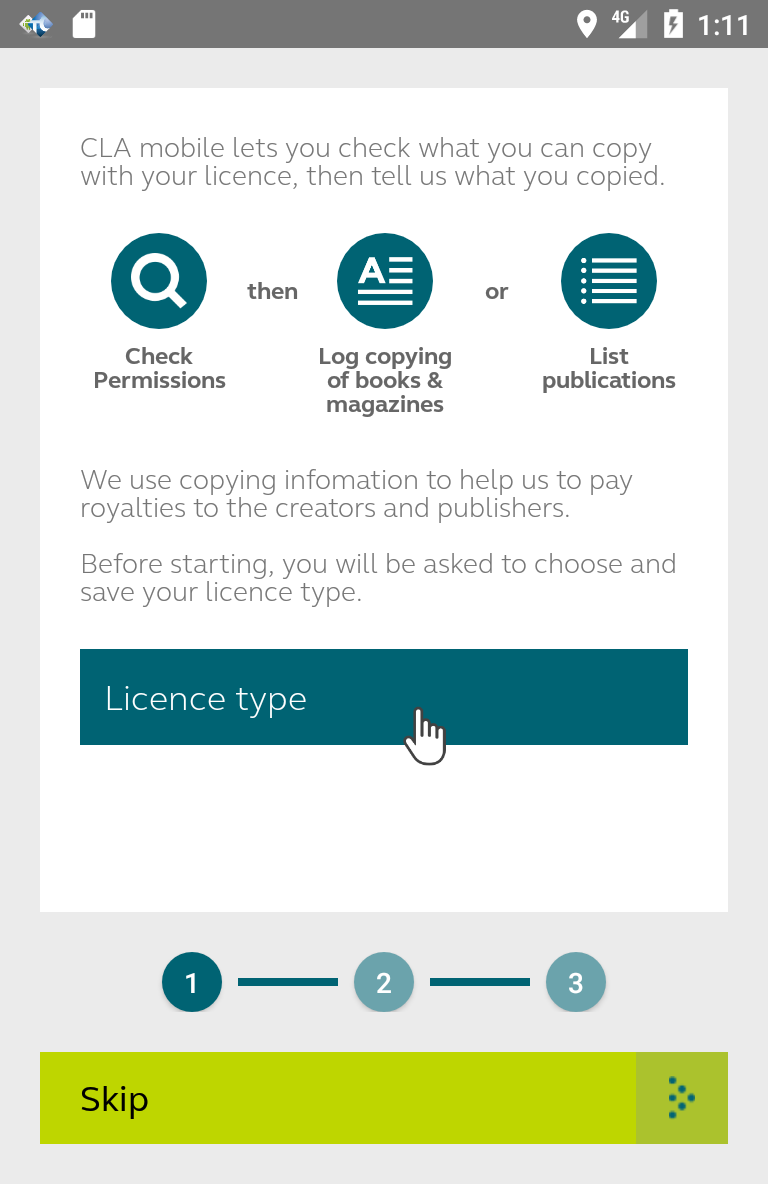 4G 1:11
CLA mobile lets you check what you can copy
with your licence, then tell us what you copied.
then
or
Check
Permissions
Log copying
of books &
magazines
List
publications
We use copying infomation to help us to pay
royalties to the creators and publishers.
Before starting, you will be asked to choose and
save your licence type.
Licence type
1 2 3
Skip